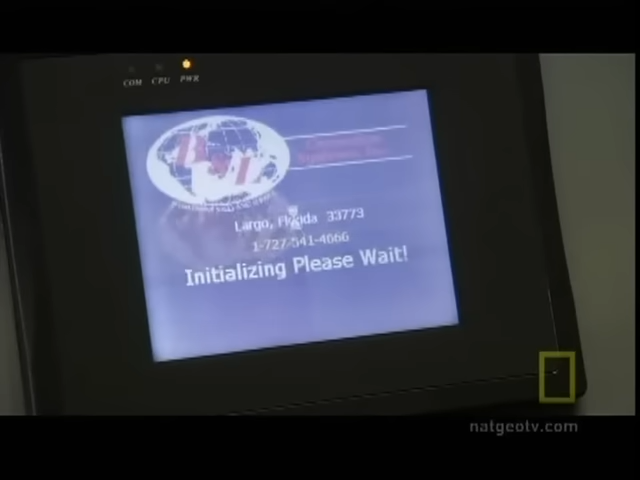 COM CPU PWR
B&L
Largo, Florida 33773
1-727-541-4666
Initializing Please Wait!
natgeotv.com